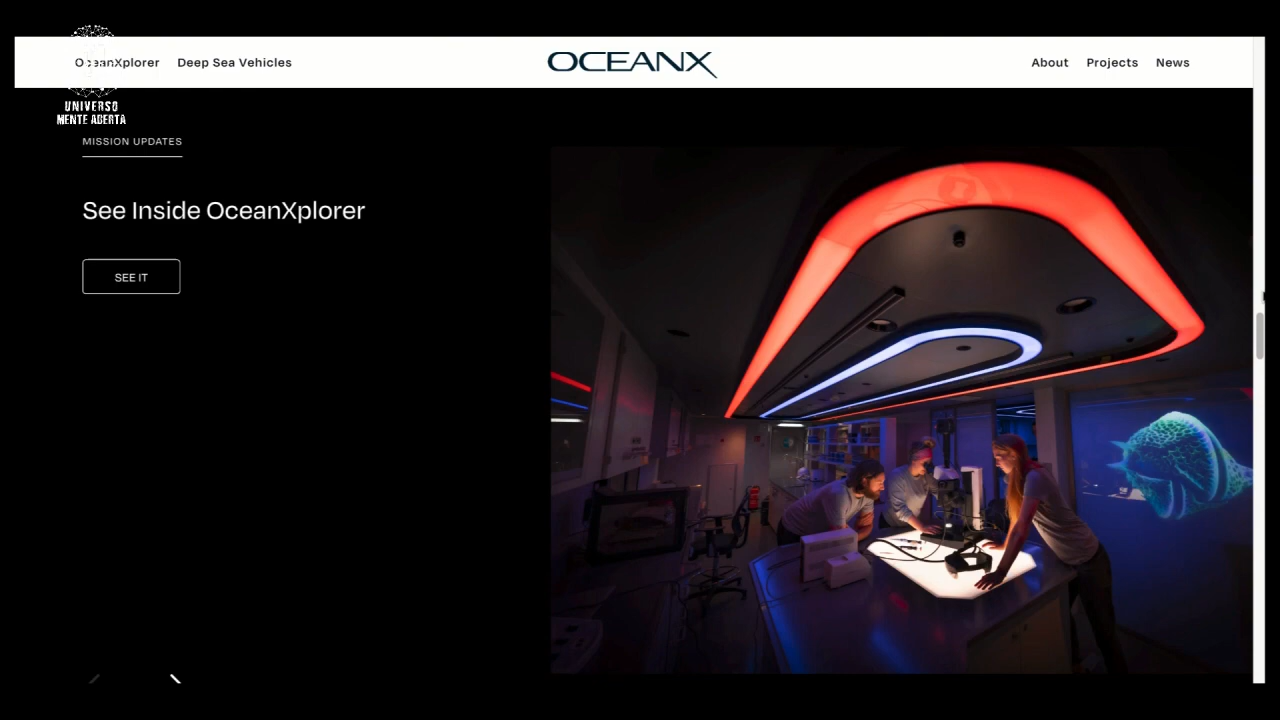 OceanXplorer Deep Sea Vehicles OCEANX About Projects News
UNIVERSO
MENTE ABERTA
MISSION UPDATES
See Inside OceanXplorer
SEE IT